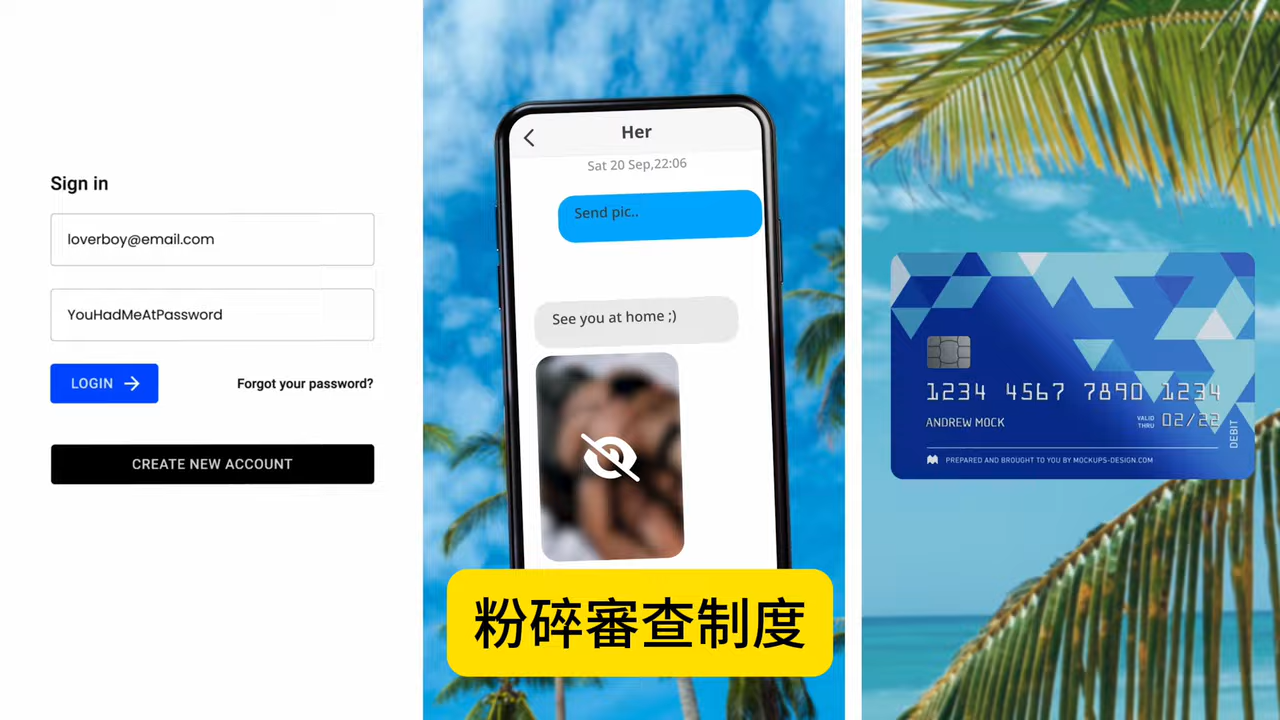 Sign in
loverboy@email.com
YouHadMeAtPassword
LOGIN
Forgot your password?
CREATE NEW ACCOUNT
Her
Sat 20 Sep,22:06
Send pic..
See you at home ;)
粉碎審查制度
1234 4567 7890 1234
ANDREW MOCK
VALID
THRU
02/22
DEBIT
PREPARED AND BROUGHT TO YOU BY MOCKUPS-DESIGN.COM